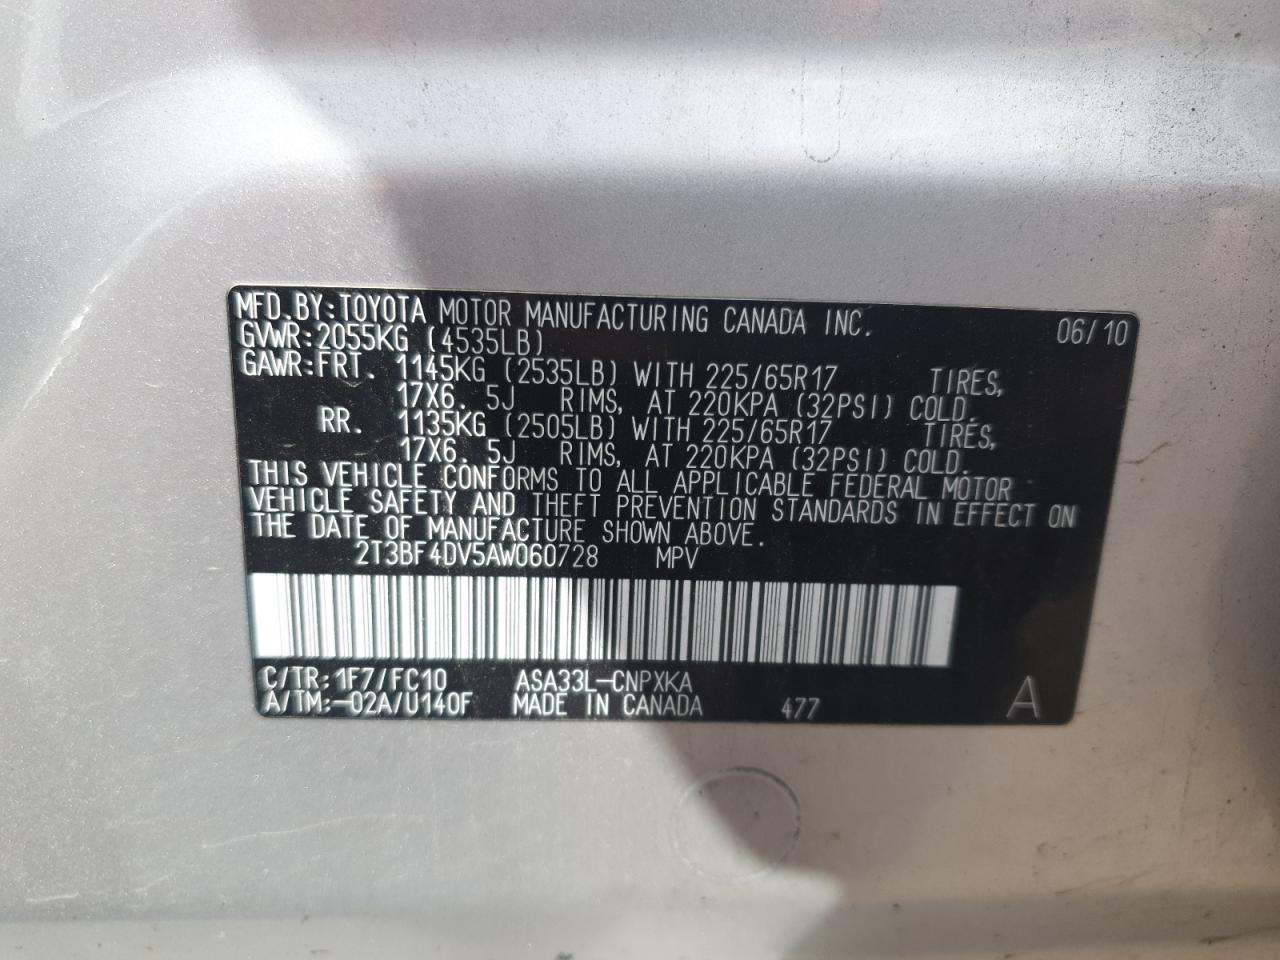 MFD.BY:TOYOTA MOTOR MANUFACTURING CANADA INC. 06/10
GVWR:2055KG (4535LB)
GAWR:FRT. 1145KG (2535LB) WITH 225/65R17 TIRES,
17X6.5J RIMS, AT 220KPA (32PSI) COLD.
RR. 1135KG (2505LB) WITH 225/65R17 TIRES,
17X6.5J RIMS, AT 220KPA (32PSI) COLD.
THIS VEHICLE CONFORMS TO ALL APPLICABLE FEDERAL MOTOR
VEHICLE SAFETY AND THEFT PREVENTION STANDARDS IN EFFECT ON
THE DATE OF MANUFACTURE SHOWN ABOVE.
2T3BF4DV5AW060728 MPV
C/TR:1F7/FC10 ASA33L-CNPXKA
A/TM:-02A/U140F MADE IN CANADA 477 A